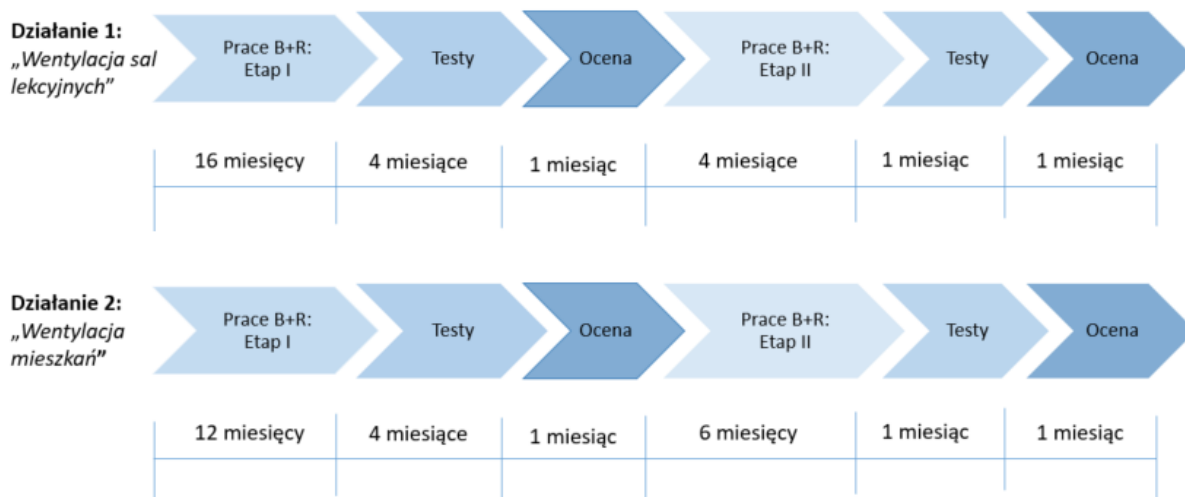 Działanie 1:
„Wentylacja sal
lekcyjnych”
Prace B+R:
Etap I
Testy
Ocena
Prace B+R:
Etap II
Testy
Ocena
16 miesięcy
4 miesiące
1 miesiąc
4 miesiące
1 miesiąc
1 miesiąc
Działanie 2:
„Wentylacja
mieszkań”
Prace B+R:
Etap I
Testy
Ocena
Prace B+R:
Etap II
Testy
Ocena
12 miesięcy
4 miesiące
1 miesiąc
6 miesięcy
1 miesiąc
1 miesiąc